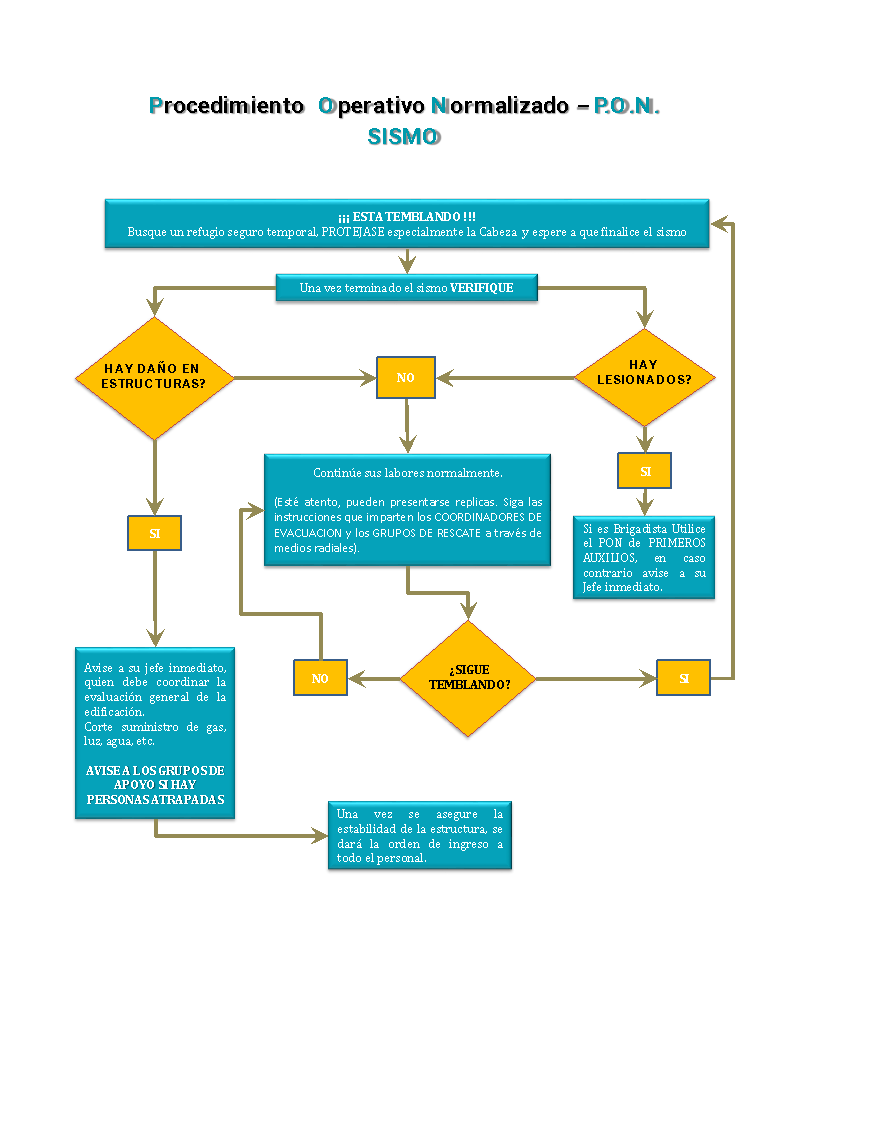 Procedimiento Operativo Normalizado – P.O.N.
SISMO
¡¡¡ ESTA TEMBLANDO !!!
Busque un refugio seguro temporal, PROTEJASE especialmente la Cabeza y espere a que finalice el sismo
Una vez terminado el sismo VERIFIQUE
HAY DAÑO EN
ESTRUCTURAS?
NO
HAY
LESIONADOS?
SI
Continúe sus labores normalmente.
(Esté atento, pueden presentarse replicas. Siga las
instrucciones que imparten los COORDINADORES DE
EVACUACION y los GRUPOS DE RESCATE a través de
medios radiales).
SI
Si es Brigadista Utilice
el PON de PRIMEROS
AUXILIOS, en caso
contrario avise a su
Jefe inmediato.
Avise a su jefe inmediato,
quien debe coordinar la
evaluación general de la
edificación.
Corte suministro de gas,
luz, agua, etc.
AVISE A LOS GRUPOS DE
APOYO SI HAY
PERSONAS ATRAPADAS
NO
¿SIGUE
TEMBLANDO?
SI
Una vez se asegure la
estabilidad de la estructura, se
dará la orden de ingreso a
todo el personal.